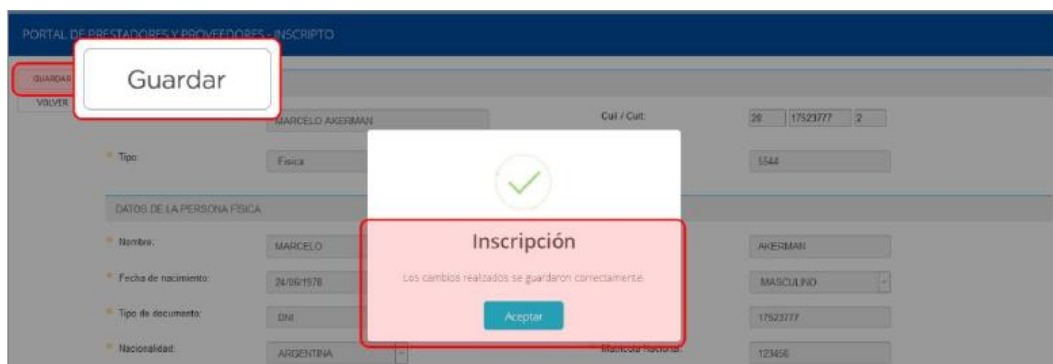 PORTAL DE PRESTADORES Y PROVEEDORES - INSCRIPTO
GUARDAR
Guardar
VOLVER
MARCELO AKERMAN
Cuil / Cuit:
20 17523777 2
Tipo:
Fisica
5544
DATOS DE LA PERSONA FISICA
Nombre:
MARCELO
Inscripción
AKERMAN
Fecha de nacimiento:
24/06/1978
Los cambios realizados se guardaron correctamente.
MASCULINO
Tipo de documento:
DNI
Aceptar
17523777
Nacionalidad:
ARGENTINA
Matricula Nacional:
123456